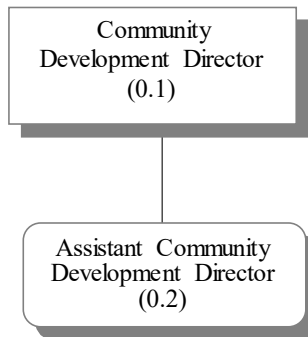 Community
Development Director
(0.1)
Assistant Community
Development Director
(0.2)